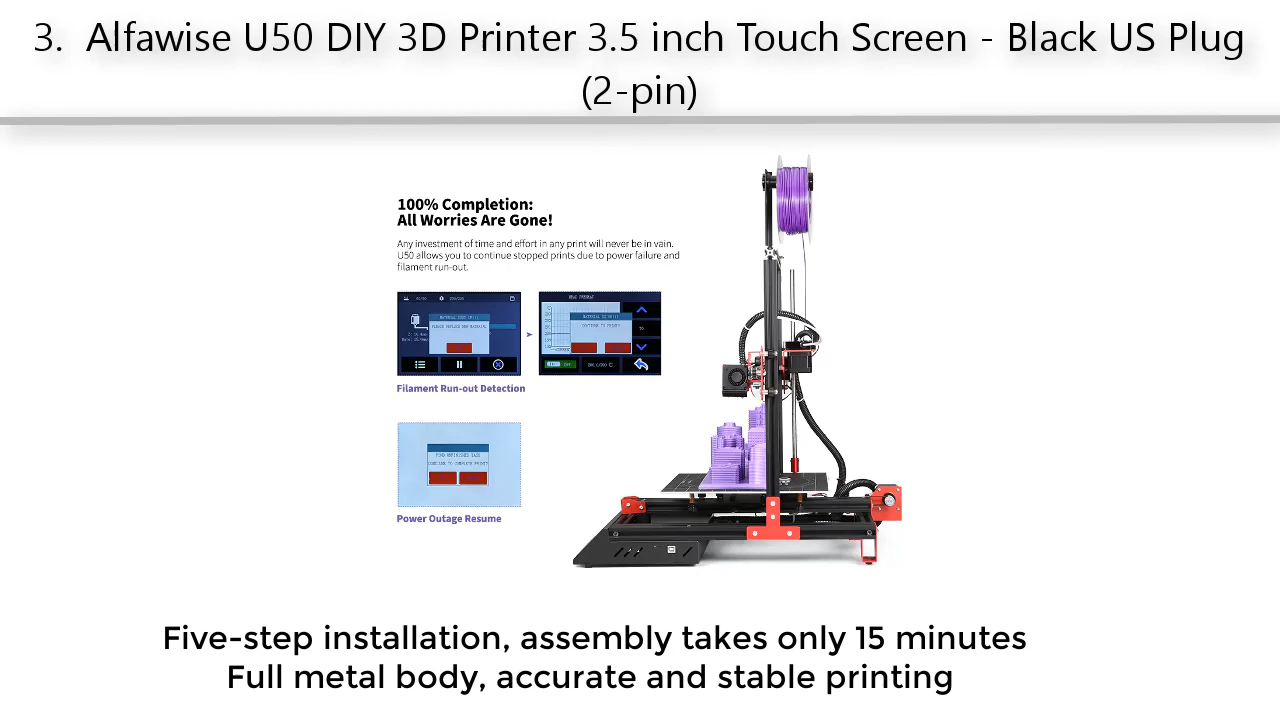 3. Alfawise U50 DIY 3D Printer 3.5 inch Touch Screen - Black US Plug
(2-pin)
100% Completion:
All Worries Are Gone!
Any investment of time and effort in any print will never be in vain.
U50 allows you to continue stopped prints due to power failure and
filament run-out.
Filament Run-out Detection
Power Outage Resume
Five-step installation, assembly takes only 15 minutes
Full metal body, accurate and stable printing